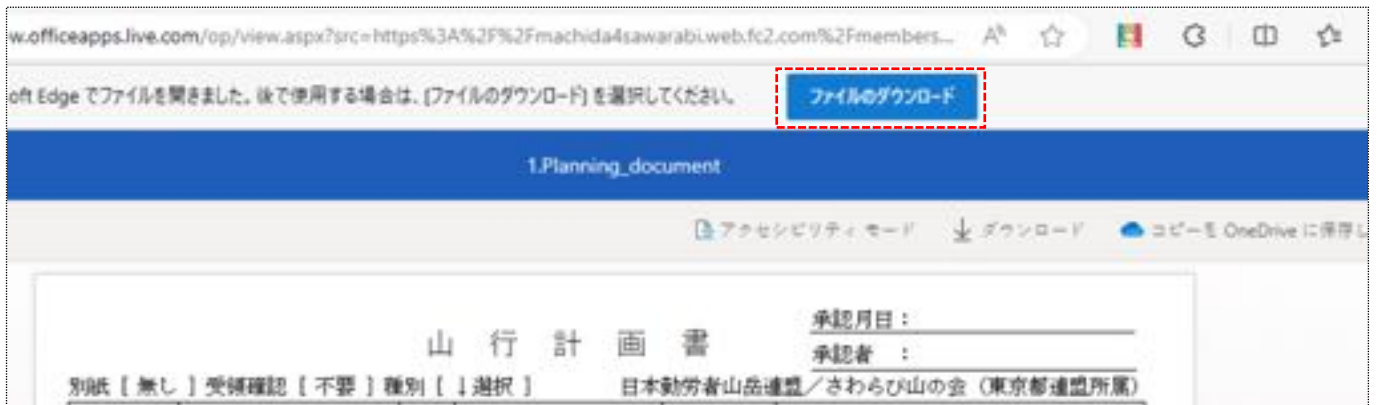 w.officeapps.live.com/op/view.aspx?src=https%3A%2F%2Fmachida4sawarabi.web.fc2.com%2Fmembers...
oft Edge でファイルを開きました。後で使用する場合は、[ファイルのダウンロード] を選択してください。 ファイルのダウンロード
1.Planning_document
アクセシビリティ モード ダウンロード コピーを OneDrive に保存し
承認月日：
山 行 計 画 書
承認者 ：
別紙 [ 無し ] 受領確認 [ 不要 ] 種別 [ ↓選択 ] 日本勤労者山岳連盟／さわらび山の会（東京都連盟所属）